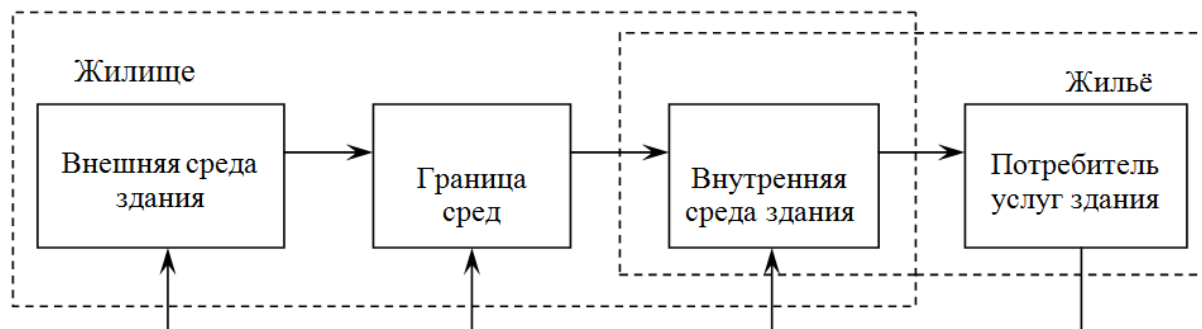 Жилище
Жильё
Внешняя среда
здания
Граница
сред
Внутренняя
среда здания
Потребитель
услуг здания